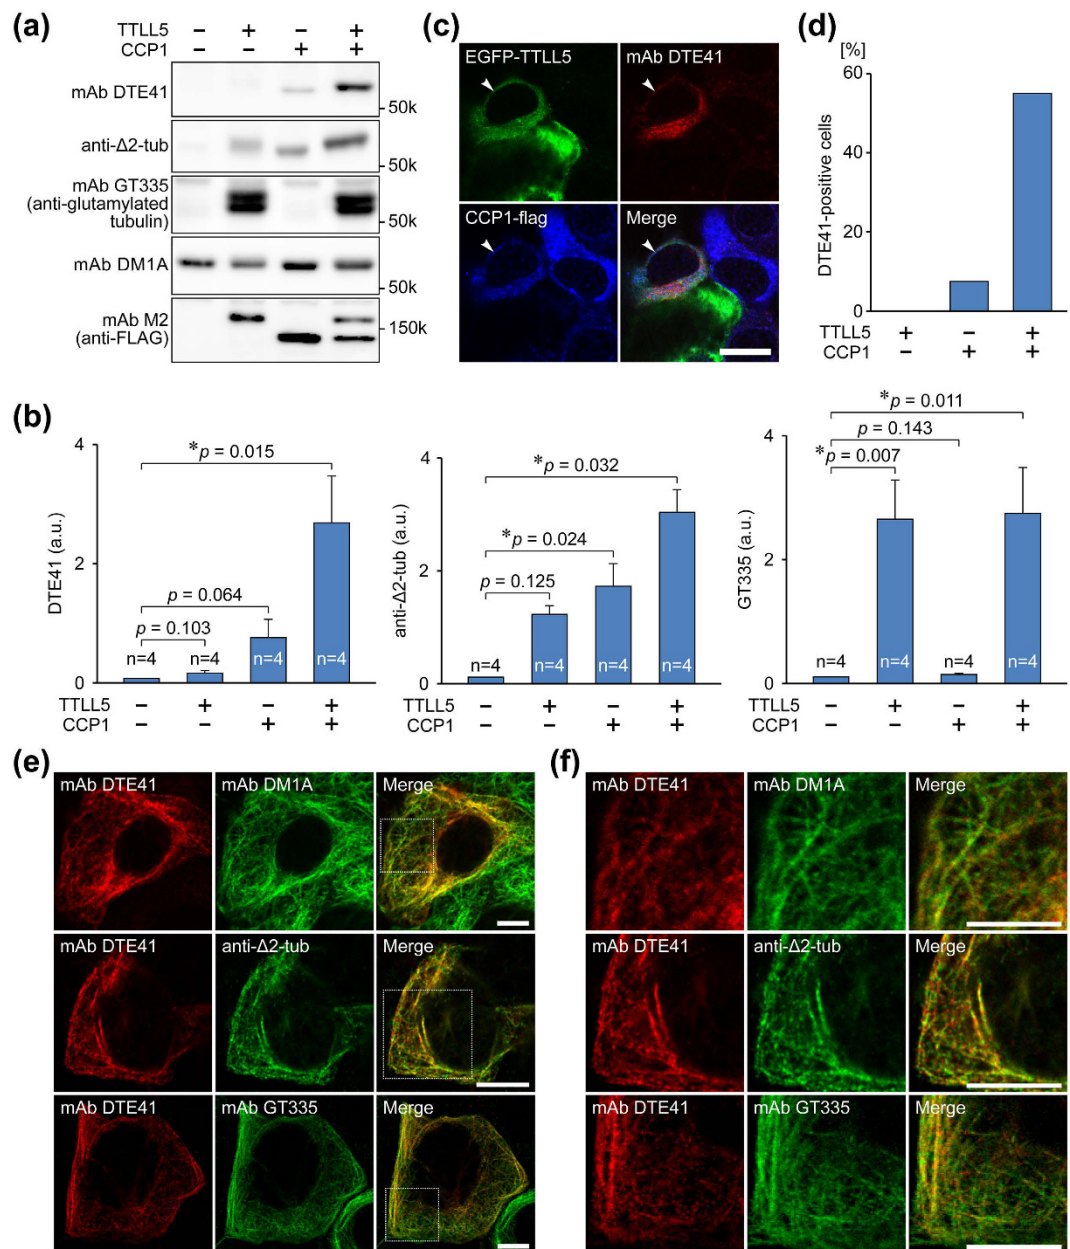 (a)
TTLL5 – + – +
CCP1 – – + +
mAb DTE41
50k
anti-Δ2-tub
50k
mAb GT335
(anti-glutamylated
tubulin)
50k
mAb DM1A
50k
mAb M2
(anti-FLAG)
150k
(c)
EGFP-TTLL5
mAb DTE41
CCP1-flag
Merge
(d)
[%]
60
40
20
0
DTE41-positive cells
TTLL5 + – +
CCP1 – + +
(b)
4
2
0
DTE41 (a.u.)
*p = 0.015
p = 0.064
p = 0.103
n=4 n=4 n=4 n=4
TTLL5 – + – +
CCP1 – – + +
4
2
0
anti-Δ2-tub (a.u.)
*p = 0.032
*p = 0.024
p = 0.125
n=4 n=4 n=4 n=4
TTLL5 – + – +
CCP1 – – + +
4
2
0
GT335 (a.u.)
*p = 0.011
p = 0.143
*p = 0.007
n=4 n=4 n=4 n=4
TTLL5 – + – +
CCP1 – – + +
(e)
mAb DTE41 mAb DM1A Merge
mAb DTE41 anti-Δ2-tub Merge
mAb DTE41 mAb GT335 Merge
(f)
mAb DTE41 mAb DM1A Merge
mAb DTE41 anti-Δ2-tub Merge
mAb DTE41 mAb GT335 Merge